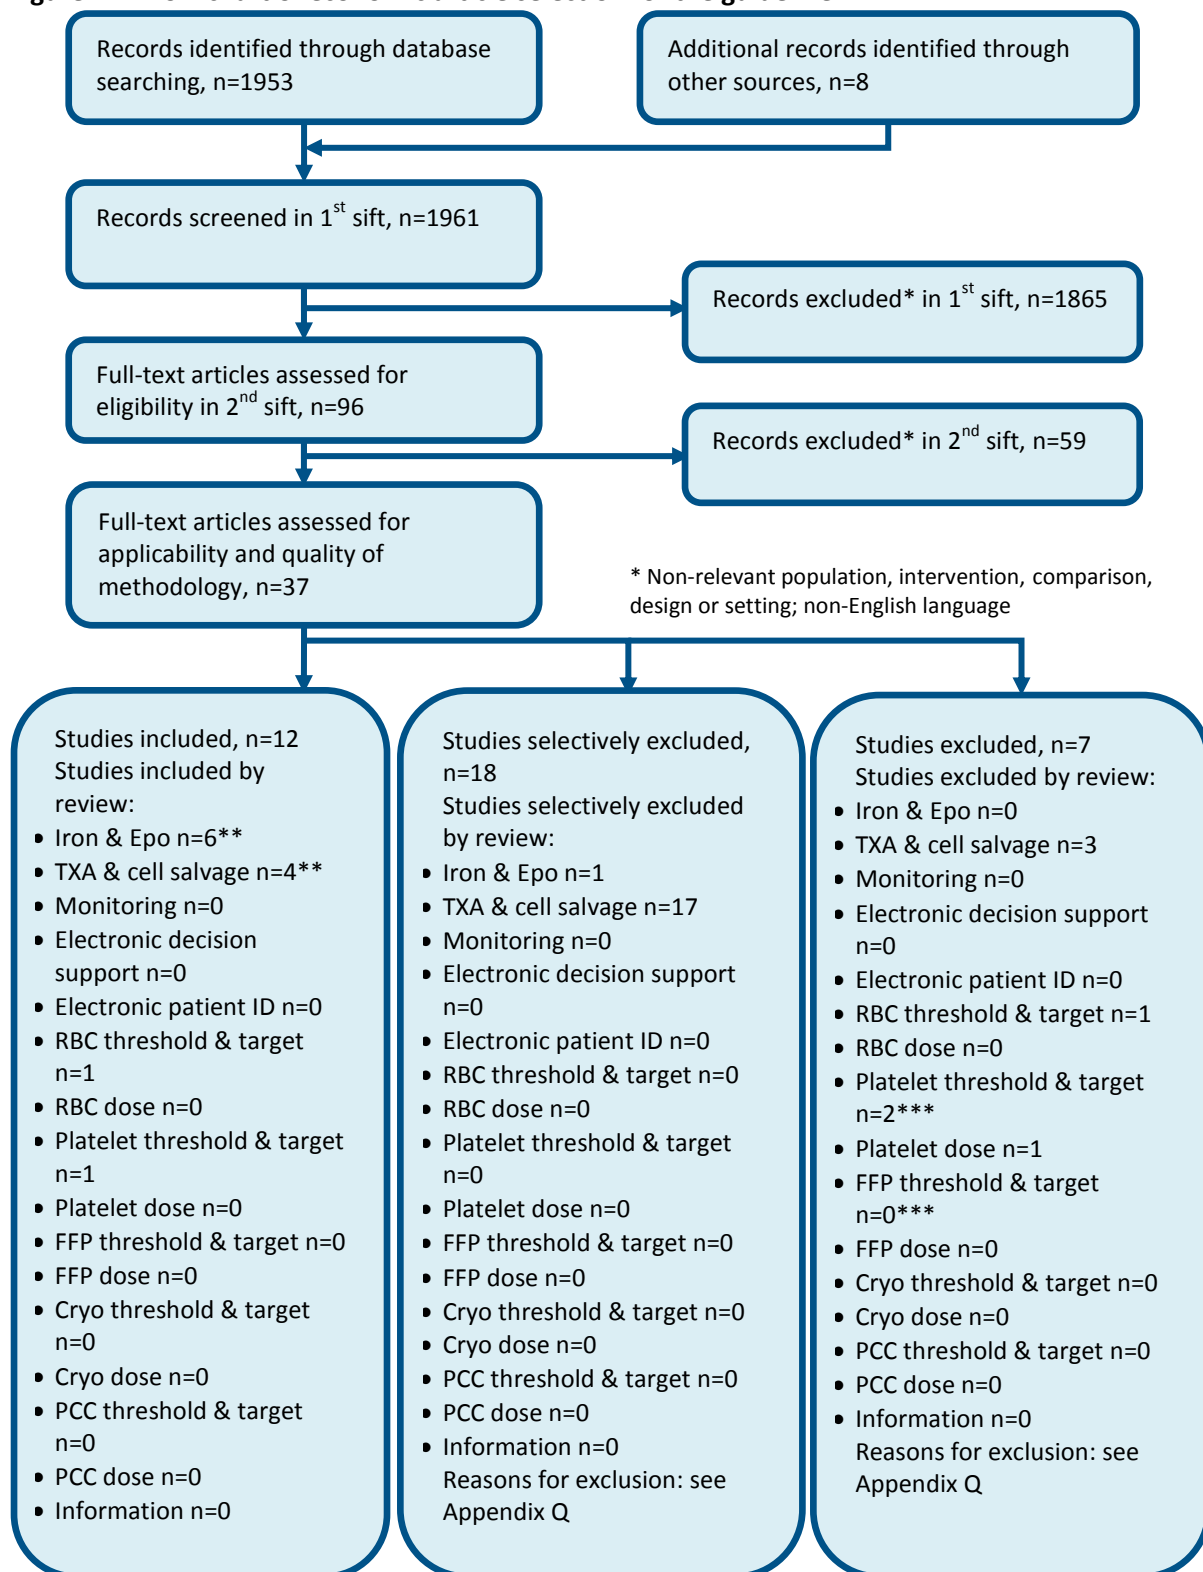 Records identified through database
searching, n=1953
Additional records identified through
other sources, n=8
Records screened in 1st sift, n=1961
Records excluded* in 1st sift, n=1865
Full-text articles assessed for
eligibility in 2nd sift, n=96
Records excluded* in 2nd sift, n=59
Full-text articles assessed for
applicability and quality of
methodology, n=37
* Non-relevant population, intervention, comparison,
design or setting; non-English language
Studies included, n=12
Studies included by
review:
• Iron & Epo n=6**
• TXA & cell salvage n=4**
• Monitoring n=0
• Electronic decision
support n=0
• Electronic patient ID n=0
• RBC threshold & target
n=1
• RBC dose n=0
• Platelet threshold & target
n=1
• Platelet dose n=0
• FFP threshold & target n=0
• FFP dose n=0
• Cryo threshold & target
n=0
• Cryo dose n=0
• PCC threshold & target
n=0
• PCC dose n=0
• Information n=0
Studies selectively excluded,
n=18
Studies selectively excluded
by review:
• Iron & Epo n=1
• TXA & cell salvage n=17
• Monitoring n=0
• Electronic decision support
n=0
• Electronic patient ID n=0
• RBC threshold & target n=0
• RBC dose n=0
• Platelet threshold & target
n=0
• Platelet dose n=0
• FFP threshold & target n=0
• FFP dose n=0
• Cryo threshold & target n=0
• Cryo dose n=0
• PCC threshold & target n=0
• PCC dose n=0
• Information n=0
Reasons for exclusion: see
Appendix Q
Studies excluded, n=7
Studies excluded by review:
• Iron & Epo n=0
• TXA & cell salvage n=3
• Monitoring n=0
• Electronic decision support
n=0
• Electronic patient ID n=0
• RBC threshold & target n=1
• RBC dose n=0
• Platelet threshold & target
n=2***
• Platelet dose n=1
• FFP threshold & target
n=0***
• FFP dose n=0
• Cryo threshold & target n=0
• Cryo dose n=0
• PCC threshold & target n=0
• PCC dose n=0
• Information n=0
Reasons for exclusion: see
Appendix Q